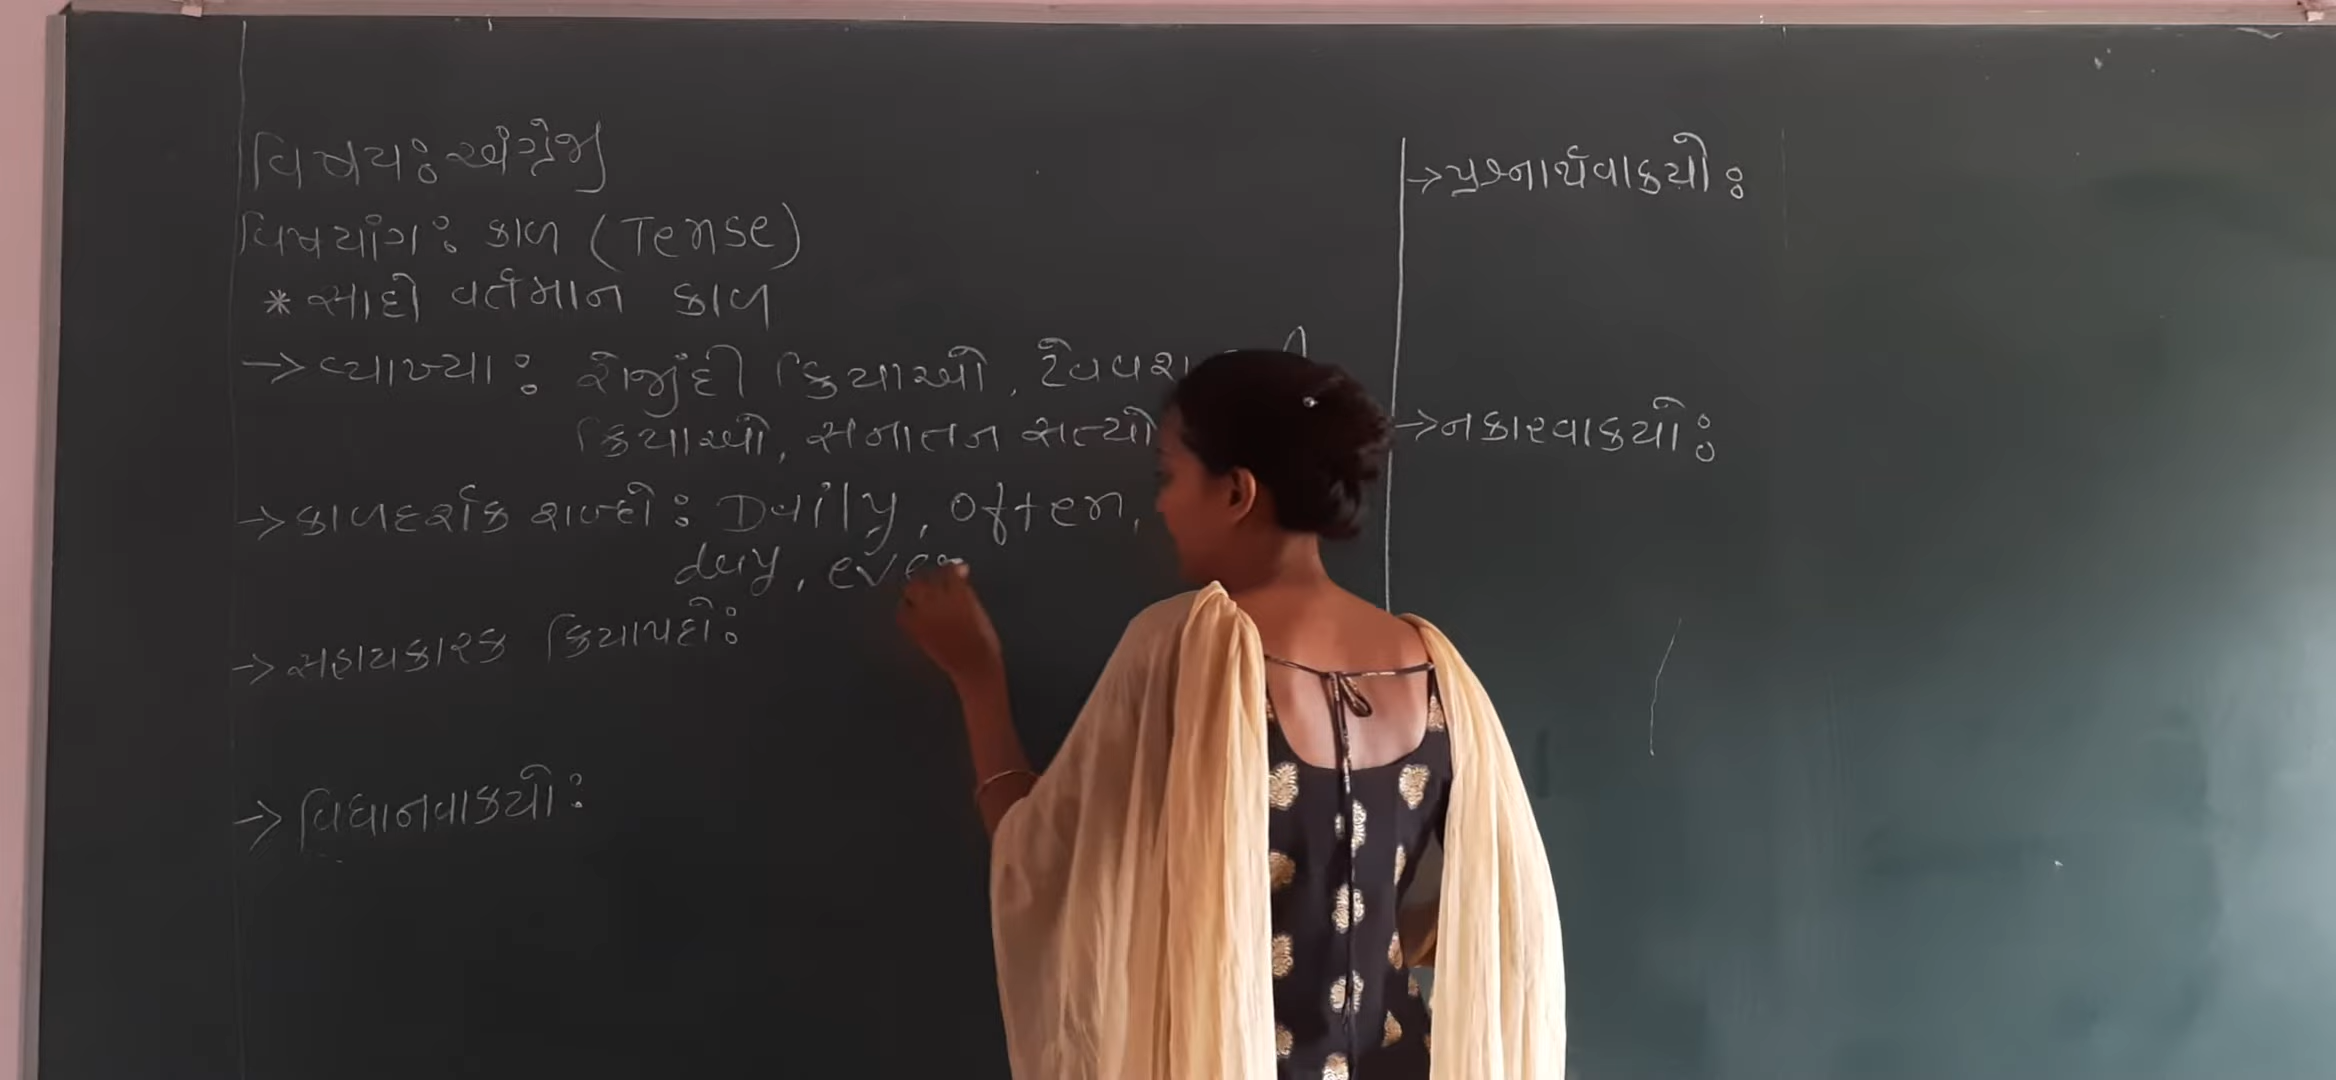 વિષય: અંગ્રેજી
વિષયાંગ: કાળ (Tense)
* સાદો વર્તમાન કાળ
→ વ્યાખ્યા: રોજીંદી ક્રિયાઓ,
ક્રિયાઓ, સનાતન સત્યો
→ કાળદર્શક શબ્દો: Daily, often,
day,
→ સહાયકારક ક્રિયાપદો:
→ વિધાનવાક્યો:
→ પ્રશ્નાર્થવાક્યો:
→ નકારવાક્યો: